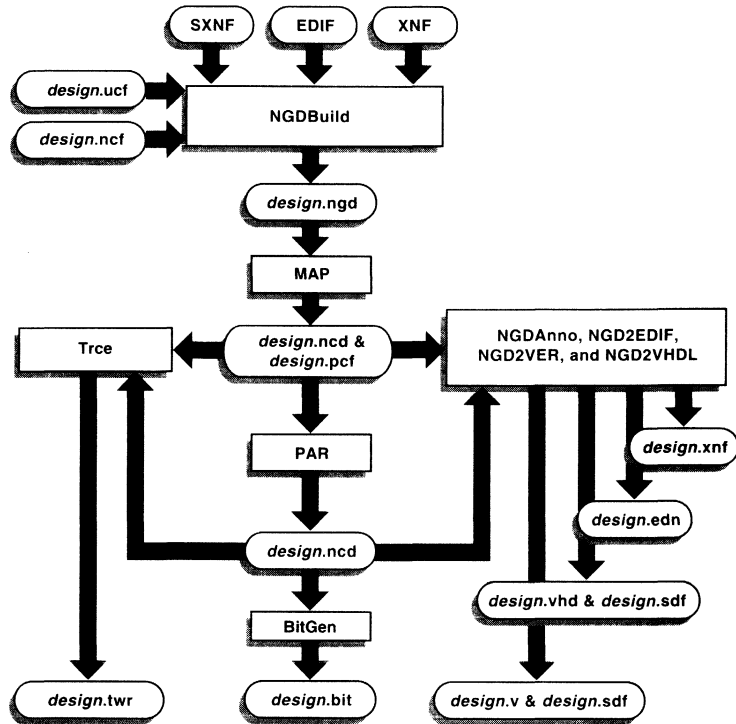 SXNF
EDIF
XNF
design.ucf
NGDBuild
design.ncf
design.ngd
MAP
Trce
design.ncd &
design.pcf
NGDAnno, NGD2EDIF,
NGD2VER, and NGD2VHDL
PAR
design.xnf
design.edn
design.ncd
design.vhd & design.sdf
BitGen
design.twr
design.bit
design.v & design.sdf